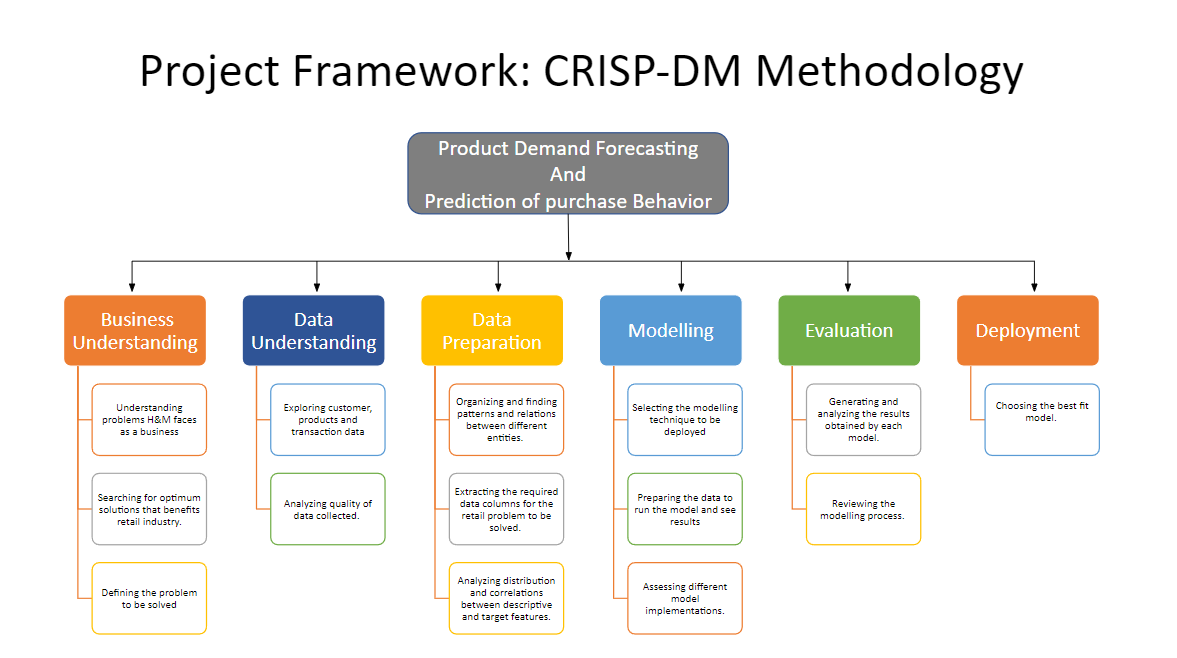 Project Framework: CRISP-DM Methodology
Product Demand Forecasting
And
Prediction of purchase Behavior
Business
Understanding
Understanding
problems H&M faces
as a business
Searching for optimum
solutions that benefits
retail industry.
Defining the problem
to be solved
Data
Understanding
Exploring customer,
products and
transaction data
Analyzing quality of
data collected.
Data
Preparation
Organizing and finding
patterns and relations
between different
entities.
Extracting the required
data columns for the
retail problem to be
solved.
Analyzing distribution
and correlations
between descriptive
and target features.
Modelling
Selecting the modelling
technique to be
deployed
Preparing the data to
run the model and see
results
Assessing different
model
implementations.
Evaluation
Generating and
analyzing the results
obtained by each
model.
Reviewing the
modelling process.
Deployment
Choosing the best fit
model.